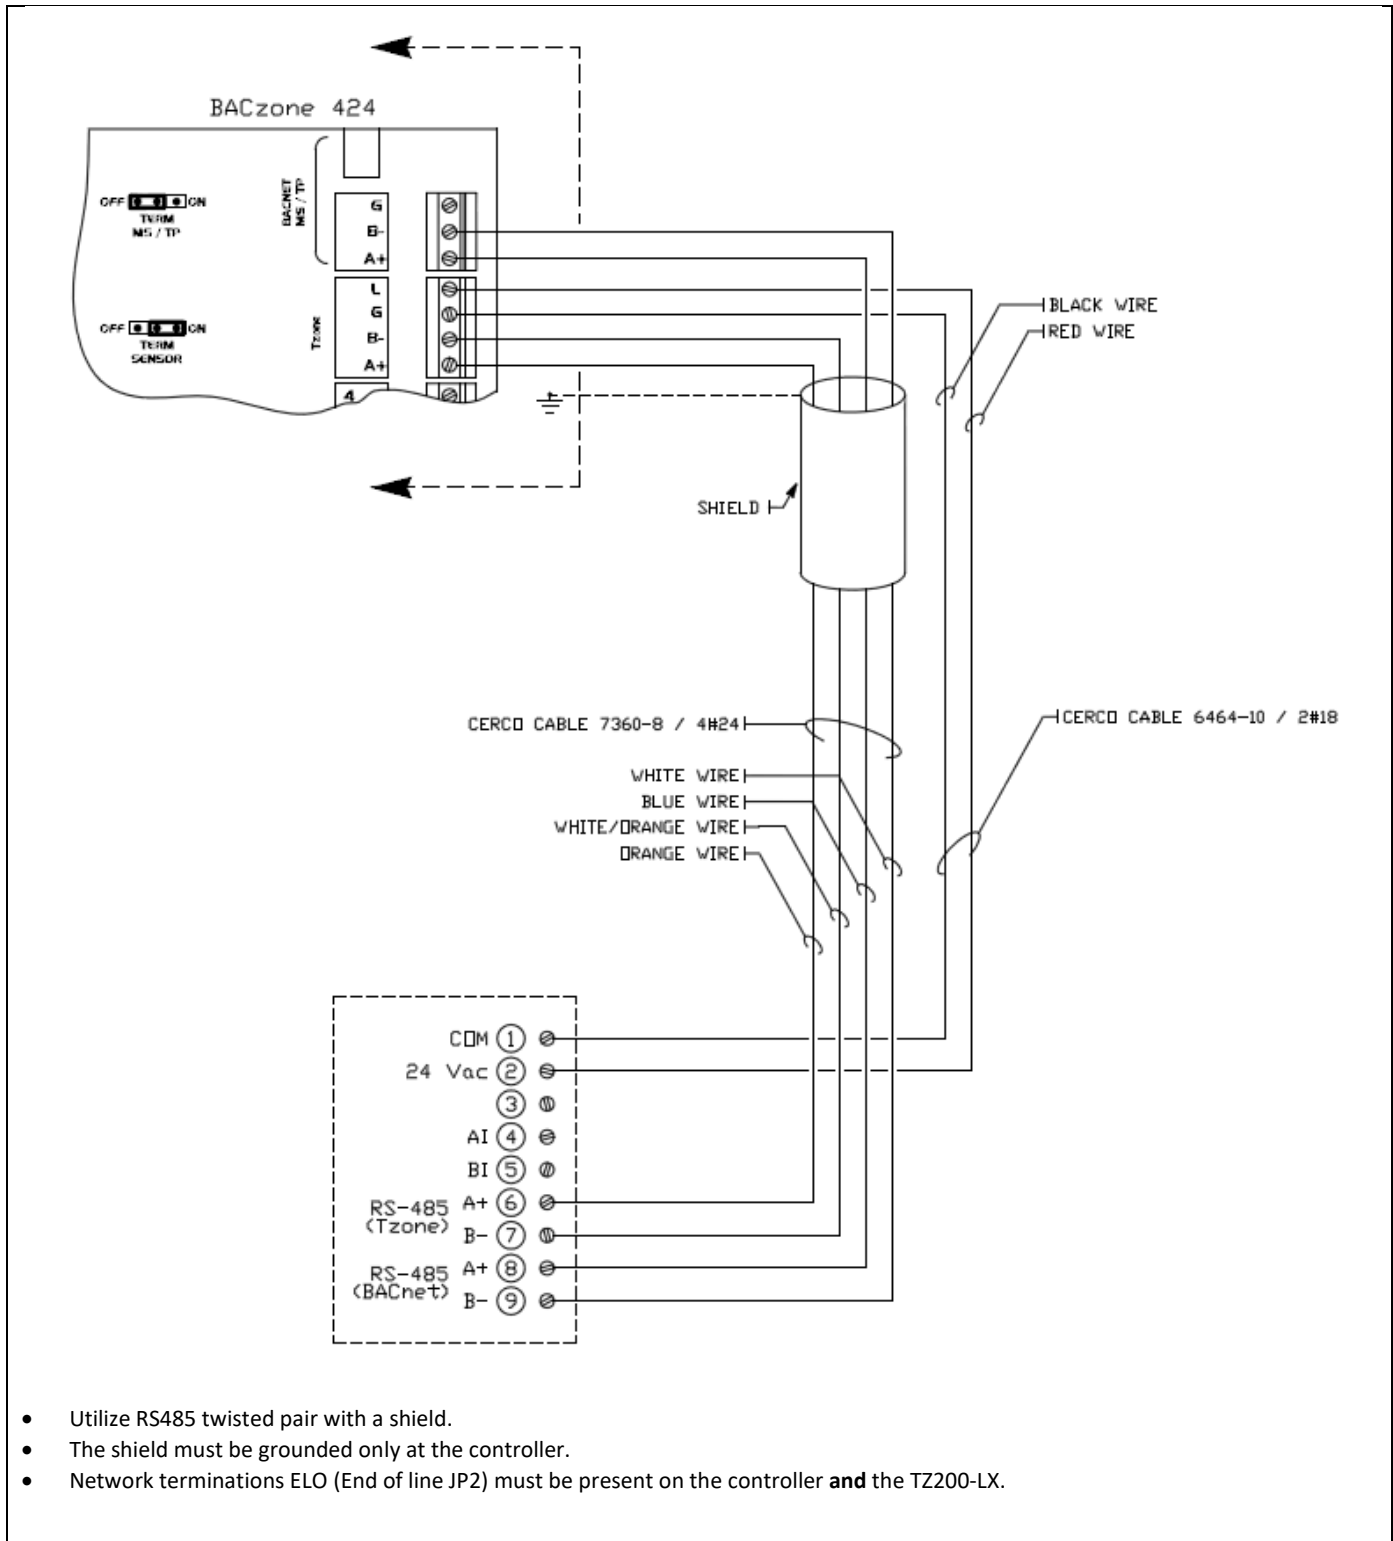 BACzone 424
OFF ON
TERM
MS / TP
BACNET
MS / TP
G
B-
A+
L
G
B-
A+
4
Tzone
OFF ON
TERM
SENSOR
BLACK WIRE
RED WIRE
SHIELD
CERCO CABLE 7360-8 / 4#24
CERCO CABLE 6464-10 / 2#18
WHITE WIRE
BLUE WIRE
WHITE/ORANGE WIRE
ORANGE WIRE
COM 1
24 Vac 2
3
AI 4
BI 5
RS-485 A+ 6
(Tzone) B- 7
RS-485 A+ 8
(BACnet) B- 9
• Utilize RS485 twisted pair with a shield.
• The shield must be grounded only at the controller.
• Network terminations ELO (End of line JP2) must be present on the controller and the TZ200-LX.